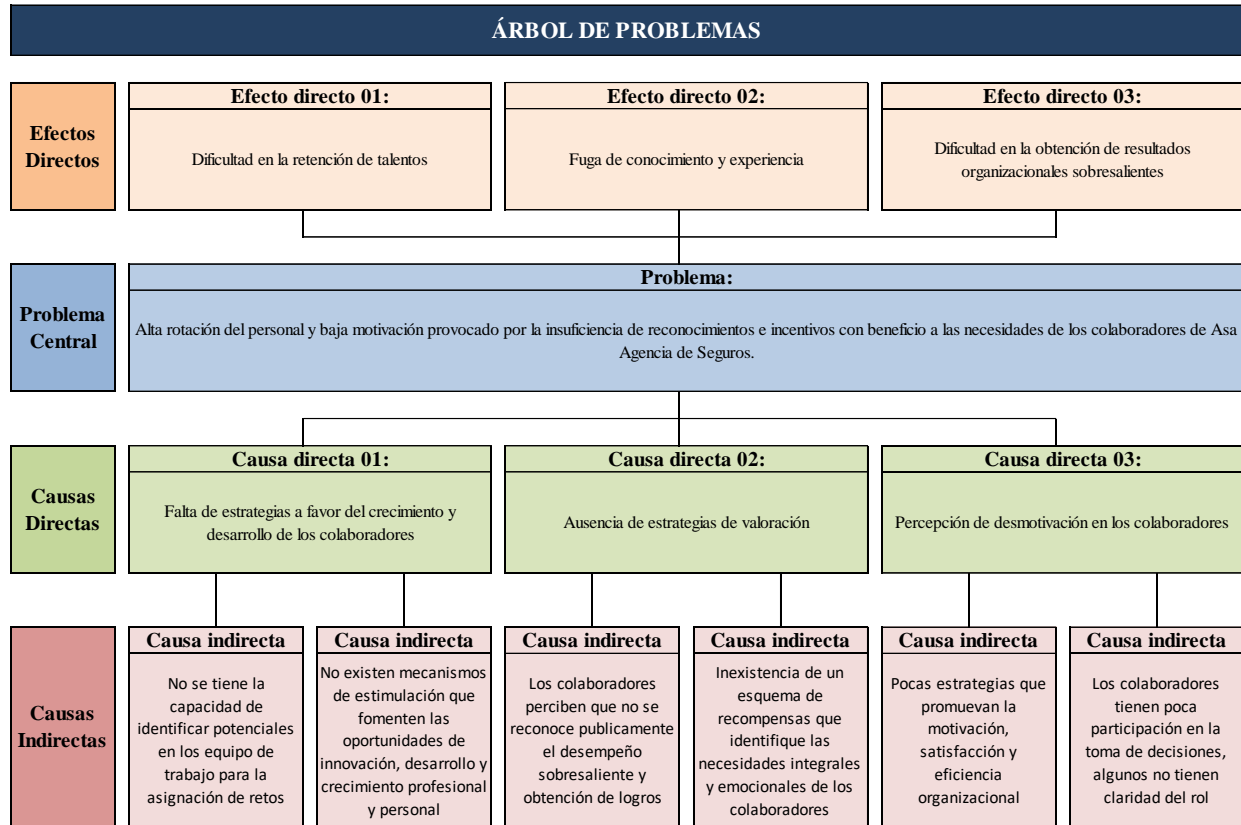 ÁRBOL DE PROBLEMAS
Efectos
Directos
Efecto directo 01:
Dificultad en la retención de talentos
Efecto directo 02:
Fuga de conocimiento y experiencia
Efecto directo 03:
Dificultad en la obtención de resultados
organizacionales sobresalientes
Problema
Central
Problema:
Alta rotación del personal y baja motivación provocado por la insuficiencia de reconocimientos e incentivos con beneficio a las necesidades de los colaboradores de Asa
Agencia de Seguros.
Causas
Directas
Causa directa 01:
Falta de estrategias a favor del crecimiento y
desarrollo de los colaboradores
Causa directa 02:
Ausencia de estrategias de valoración
Causa directa 03:
Percepción de desmotivación en los colaboradores
Causas
Indirectas
Causa indirecta
No se tiene la
capacidad de
identificar potenciales
en los equipo de
trabajo para la
asignación de retos
Causa indirecta
No existen mecanismos
de estimulación que
fomenten las
oportunidades de
innovación, desarrollo y
crecimiento profesional
y personal
Causa indirecta
Los colaboradores
perciben que no se
reconoce publicamente
el desempeño
sobresaliente y
obtención de logros
Causa indirecta
Inexistencia de un
esquema de
recompensas que
identifique las
necesidades integrales
y emocionales de los
colaboradores
Causa indirecta
Pocas estrategias que
promuevan la
motivación,
satisfacción y
eficiencia
organizacional
Causa indirecta
Los colaboradores
tienen poca
participación en la
toma de decisiones,
algunos no tienen
claridad del rol